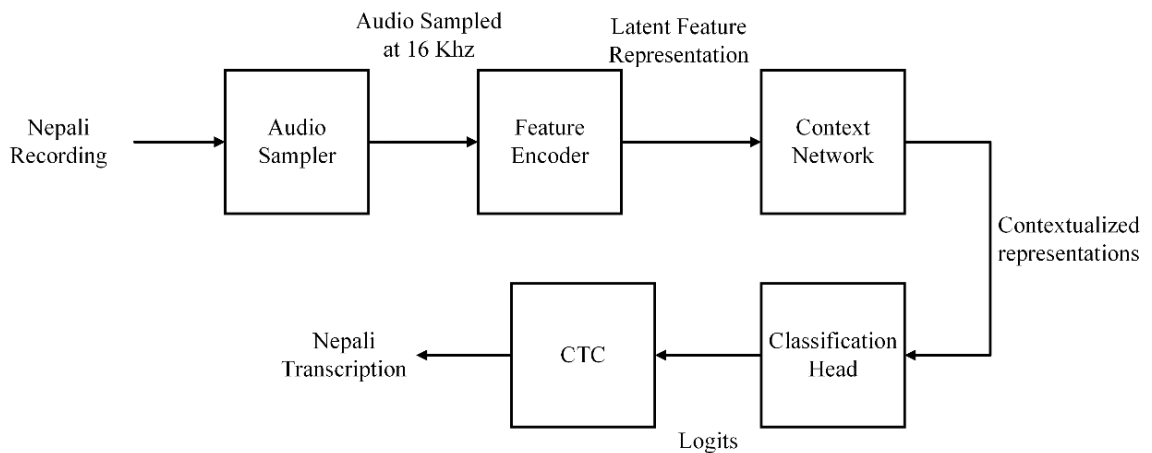 Audio Sampled
at 16 Khz
Latent Feature
Representation
Nepali
Recording
Audio
Sampler
Feature
Encoder
Context
Network
Contextualized
representations
Nepali
Transcription
CTC
Classification
Head
Logits